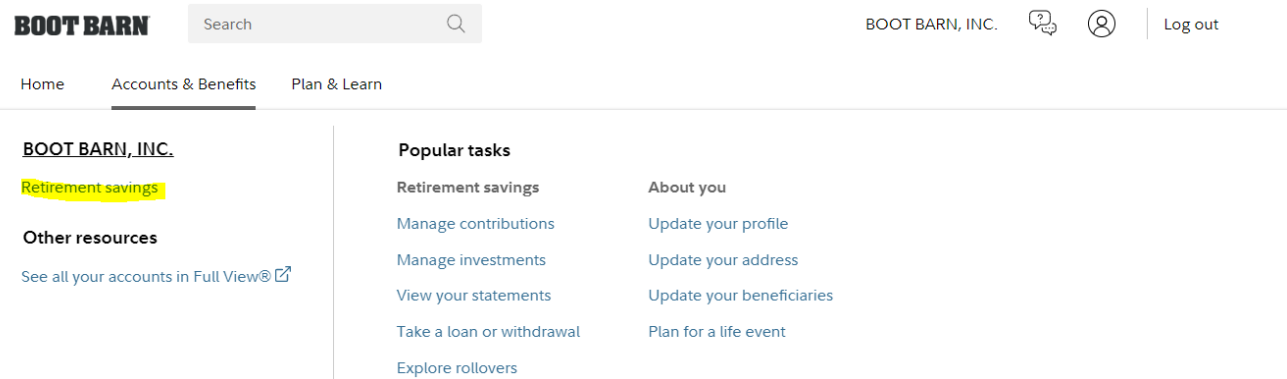 BOOT BARN
Search
BOOT BARN, INC.
Log out
Home
Accounts & Benefits
Plan & Learn
BOOT BARN, INC.
Retirement savings
Other resources
See all your accounts in Full View®
Popular tasks
Retirement savings
Manage contributions
Manage investments
View your statements
Take a loan or withdrawal
Explore rollovers
About you
Update your profile
Update your address
Update your beneficiaries
Plan for a life event